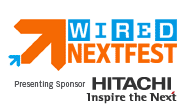 WIRED
NEXTFEST
Presenting Sponsor HITACHI
Inspire the Next